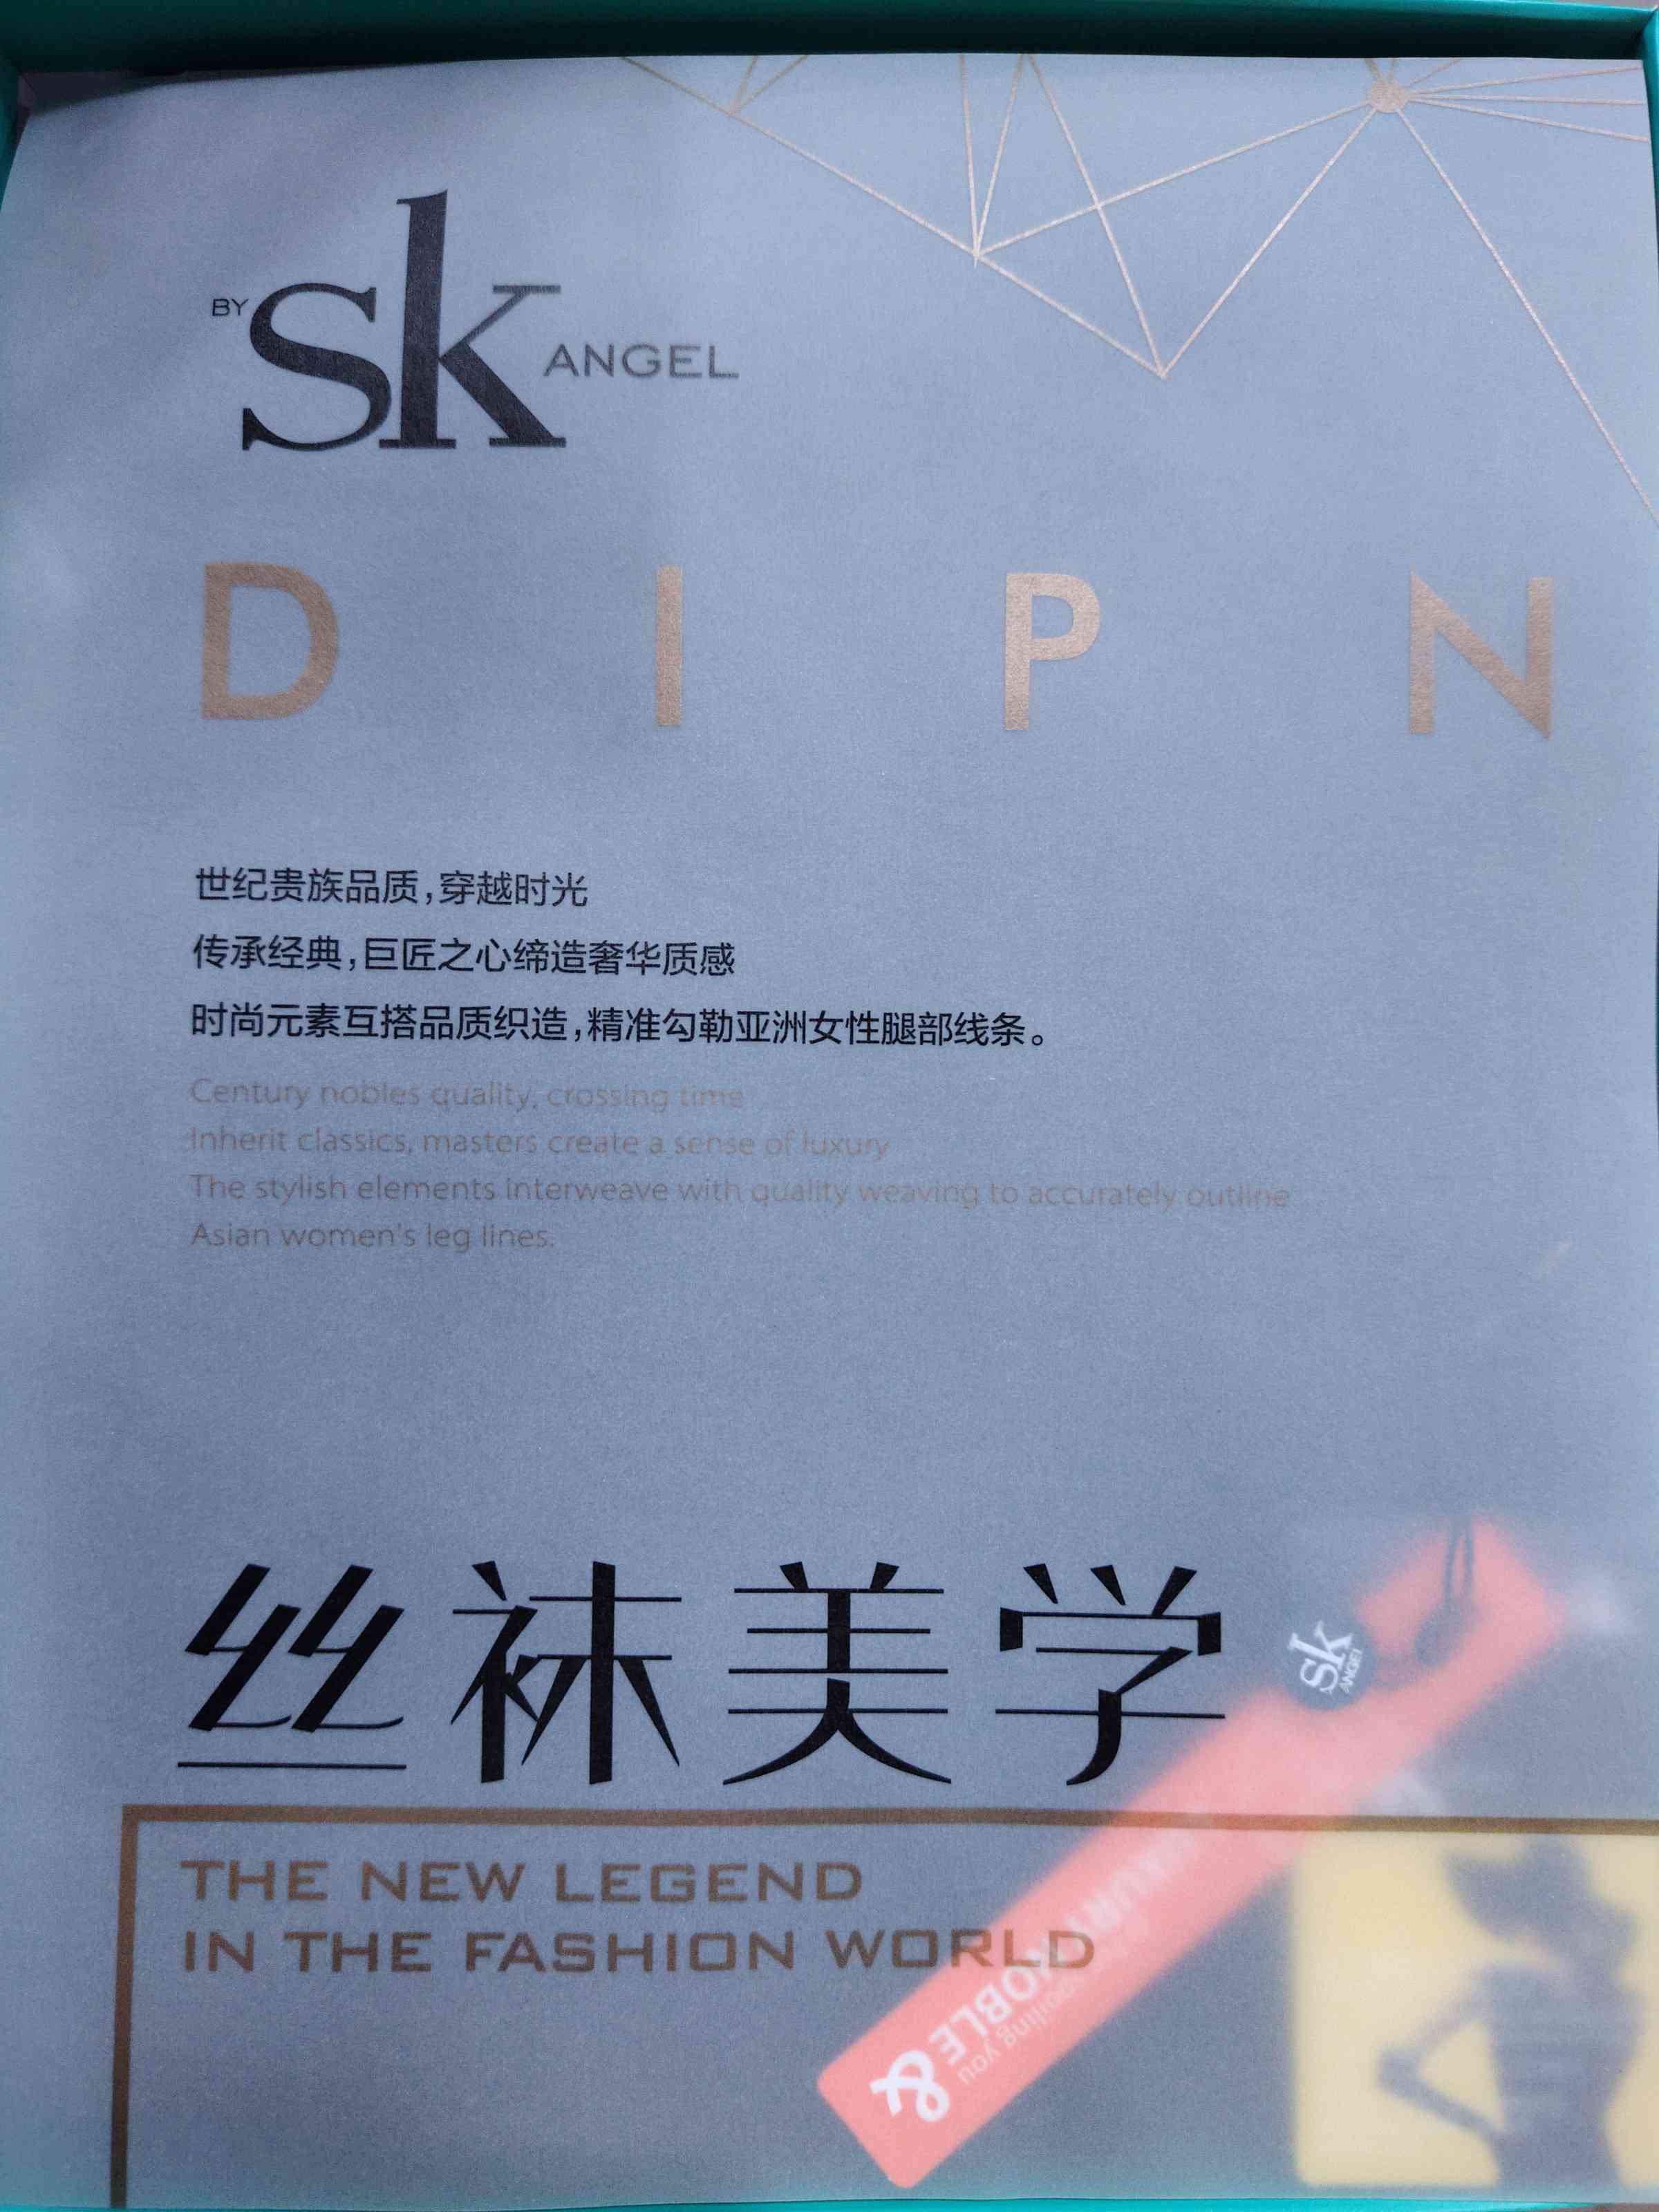 BY sk ANGEL
D I P N
世纪贵族品质,穿越时光
传承经典,巨匠之心缔造奢华质感
时尚元素互搭品质织造,精准勾勒亚洲女性腿部线条。
Century nobles quality, crossing time
Inherit classics, masters create a sense of luxury
The stylish elements interweave with quality weaving to accurately outline
Asian women's leg lines.
丝袜美学
sk
ANGEL
THE NEW LEGEND
IN THE FASHION WORLD
NOBLE &
you